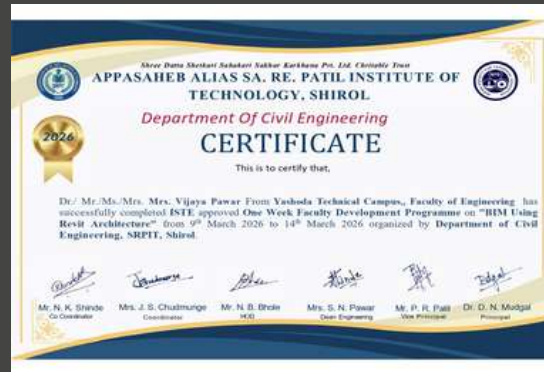 Shree Datta Shetkari Sahakari Sakhar Karkhana Pvt. Ltd. Chritable Trust
APPASAHEB ALIAS SA. RE. PATIL INSTITUTE OF
TECHNOLOGY, SHIROL
Department Of Civil Engineering
2026
CERTIFICATE
This is to certify that,
Dr./ Mr./Ms./Mrs. Mrs. Vijaya Pawar From Yashoda Technical Campus,, Faculty of Engineering has
successfully completed ISTE approved One Week Faculty Development Programme on "BIM Using
Revit Architecture" from 9th March 2026 to 14th March 2026 organized by Department of Civil
Engineering, SRPIT, Shirol.
Mr. N. K. Shinde Mrs. J. S. Chudmunge Mr. N. B. Bhole Mrs. S. N. Pawar Mr. P. R. Patil Dr. D. N. Mudgal
Co Coordinator Coordinator HOD Dean Engineering Vice Principal Principal